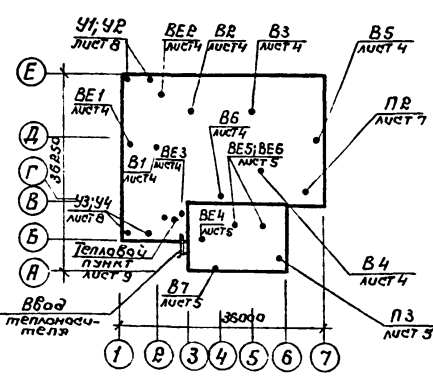 У1; У2
лист 8
ВЕ2
лист 4
В2
лист 4
В3
лист 4
В5
лист 4
Е
ВЕ1
лист 4
В6
лист 4
П2
лист 7
Д
36250
В1
лист 4
ВЕ3
лист 4
ВЕ5; ВЕ6
лист 5
Г
В
У3; У4
лист 8
ВЕ4
лист 5
Б
Тепловой
пункт
лист 9
А
В4
лист 4
В7
лист 5
Ввод
теплоноси-
теля
36000
П3
лист 5
1 2 3 4 5 6 7